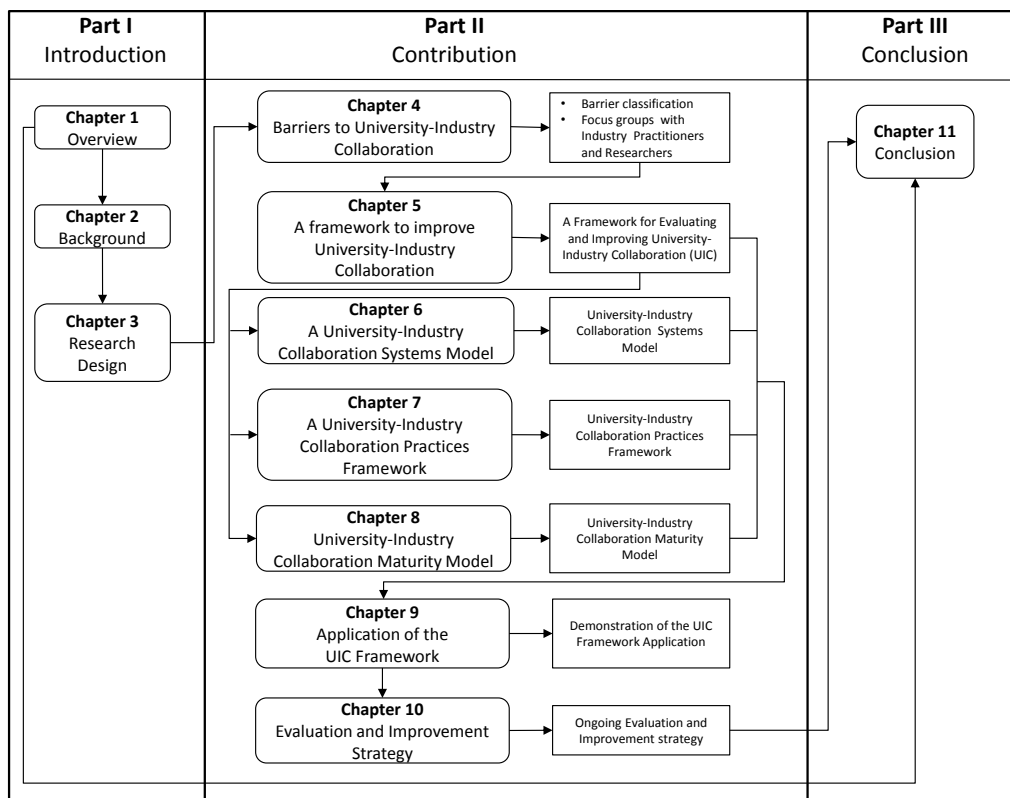 Part I
Introduction
Part II
Contribution
Part III
Conclusion
Chapter 1
Overview
Chapter 2
Background
Chapter 3
Research
Design
Chapter 4
Barriers to University-Industry
Collaboration
• Barrier classification
• Focus groups with
Industry Practitioners
and Researchers
Chapter 5
A framework to improve
University-Industry
Collaboration
A Framework for Evaluating
and Improving University-
Industry Collaboration (UIC)
Chapter 6
A University-Industry
Collaboration Systems Model
University-Industry
Collaboration Systems
Model
Chapter 7
A University-Industry
Collaboration Practices
Framework
University-Industry
Collaboration Practices
Framework
Chapter 8
University-Industry
Collaboration Maturity Model
University-Industry
Collaboration Maturity
Model
Chapter 9
Application of the
UIC Framework
Demonstration of the UIC
Framework Application
Chapter 10
Evaluation and Improvement
Strategy
Ongoing Evaluation and
Improvement strategy
Chapter 11
Conclusion